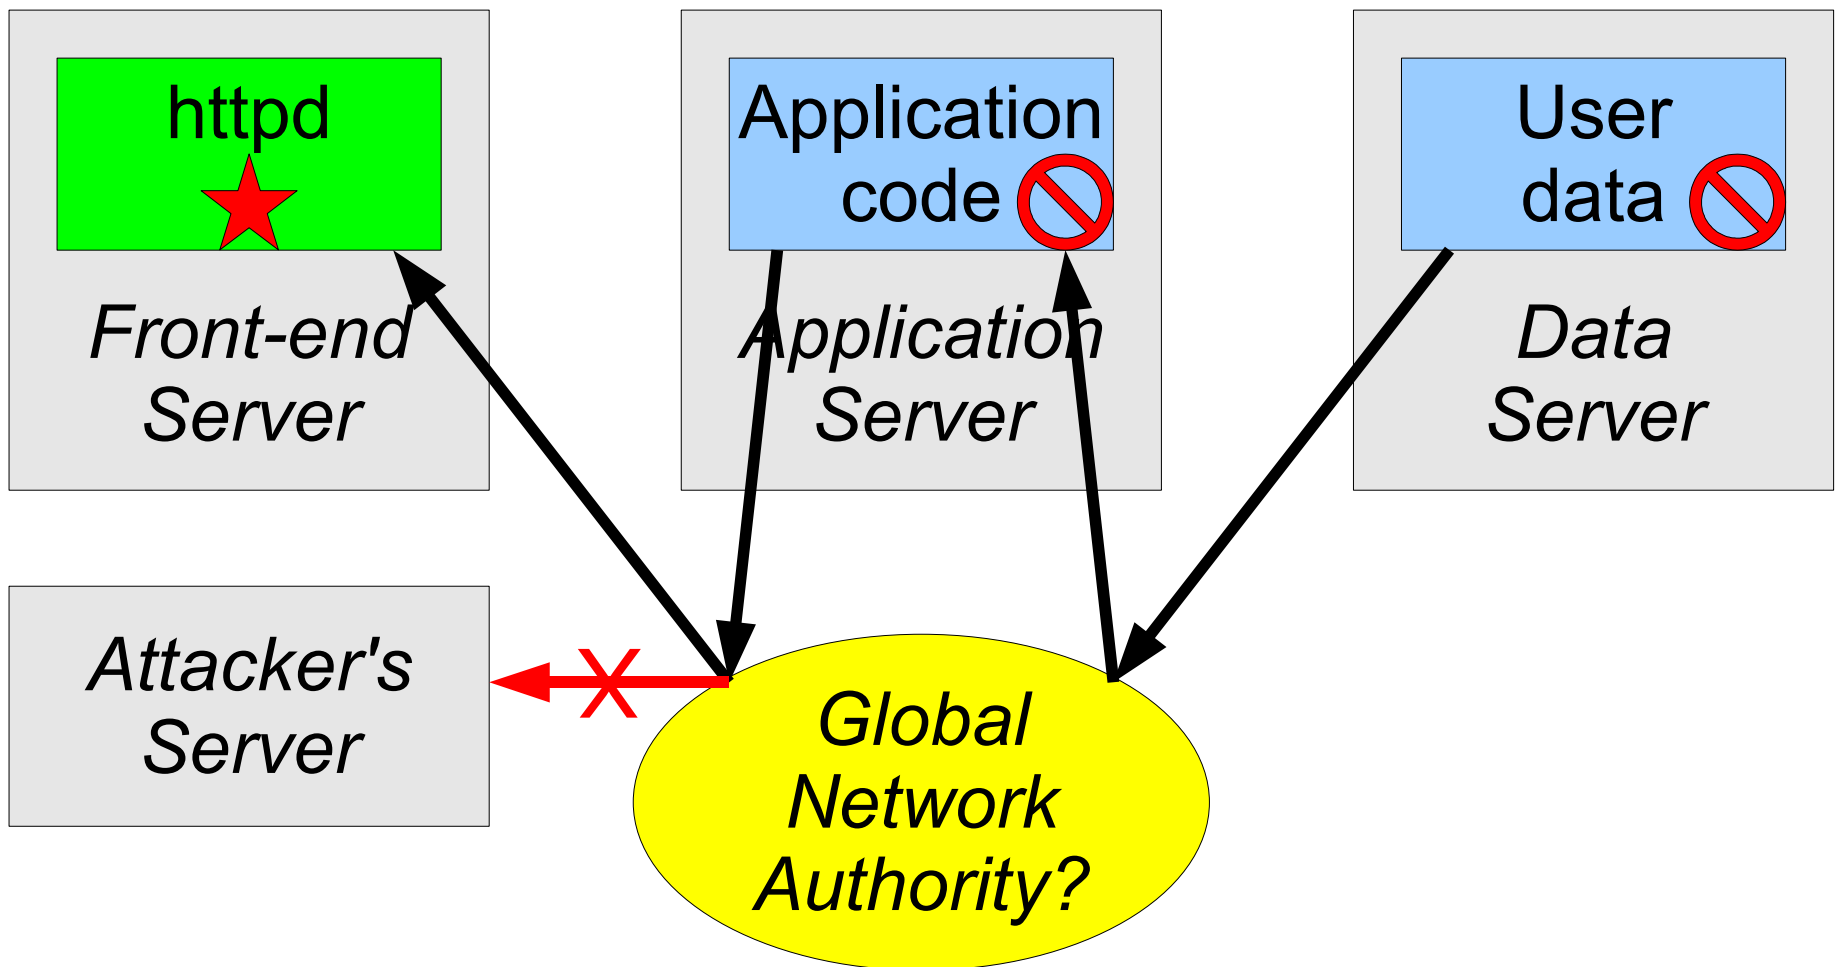 httpd
Front-end
Server
Application
code
Application
Server
User
data
Data
Server
Attacker's
Server
X
Global
Network
Authority?